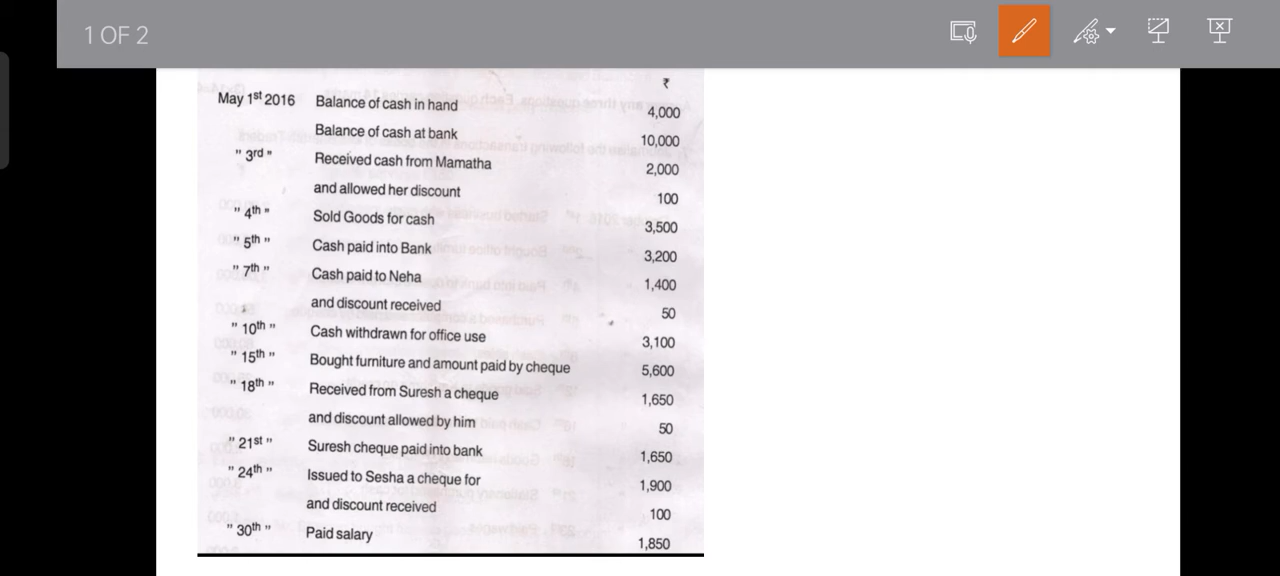 1 OF 2
₹
May 1st 2016 Balance of cash in hand 4,000
Balance of cash at bank 10,000
" 3rd " Received cash from Mamatha 2,000
and allowed her discount 100
" 4th " Sold Goods for cash 3,500
" 5th " Cash paid into Bank 3,200
" 7th " Cash paid to Neha 1,400
and discount received 50
" 10th " Cash withdrawn for office use 3,100
" 15th " Bought furniture and amount paid by cheque 5,600
" 18th " Received from Suresh a cheque 1,650
and discount allowed by him 50
" 21st " Suresh cheque paid into bank 1,650
" 24th " Issued to Sesha a cheque for 1,900
and discount received 100
" 30th " Paid salary 1,850